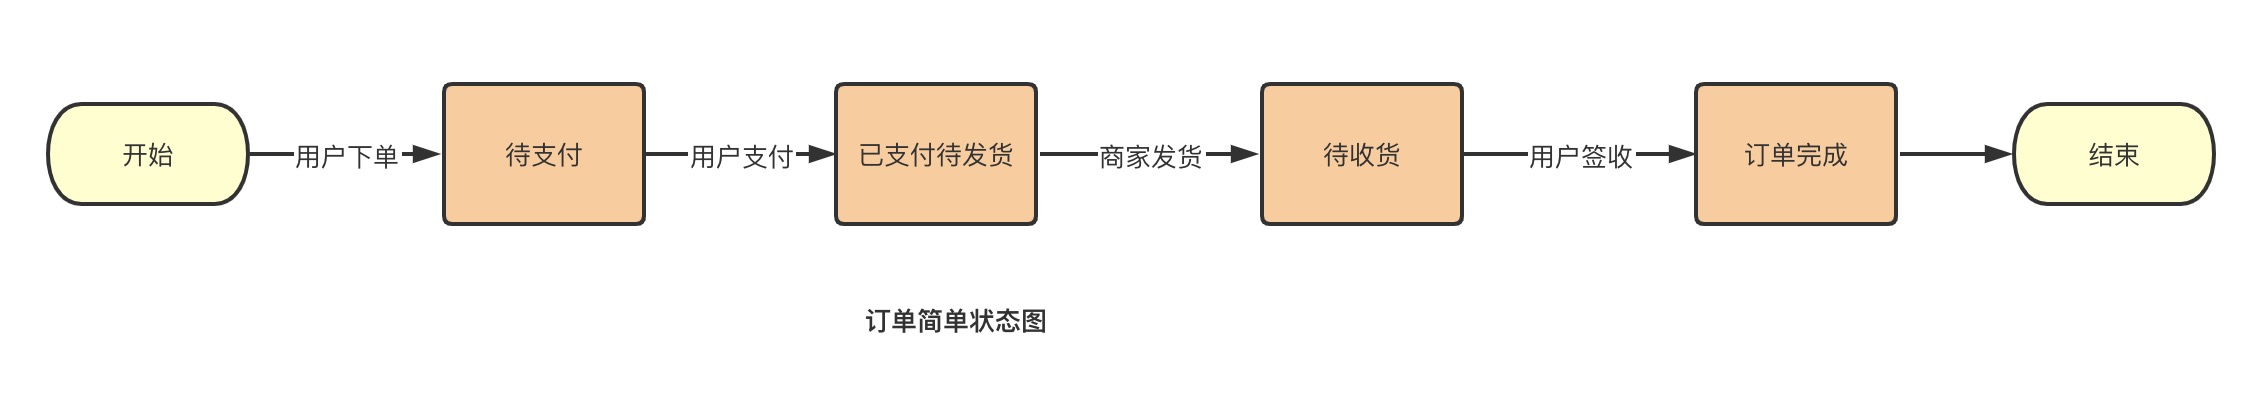 开始
用户下单
待支付
用户支付
已支付待发货
商家发货
待收货
用户签收
订单完成
结束
订单简单状态图